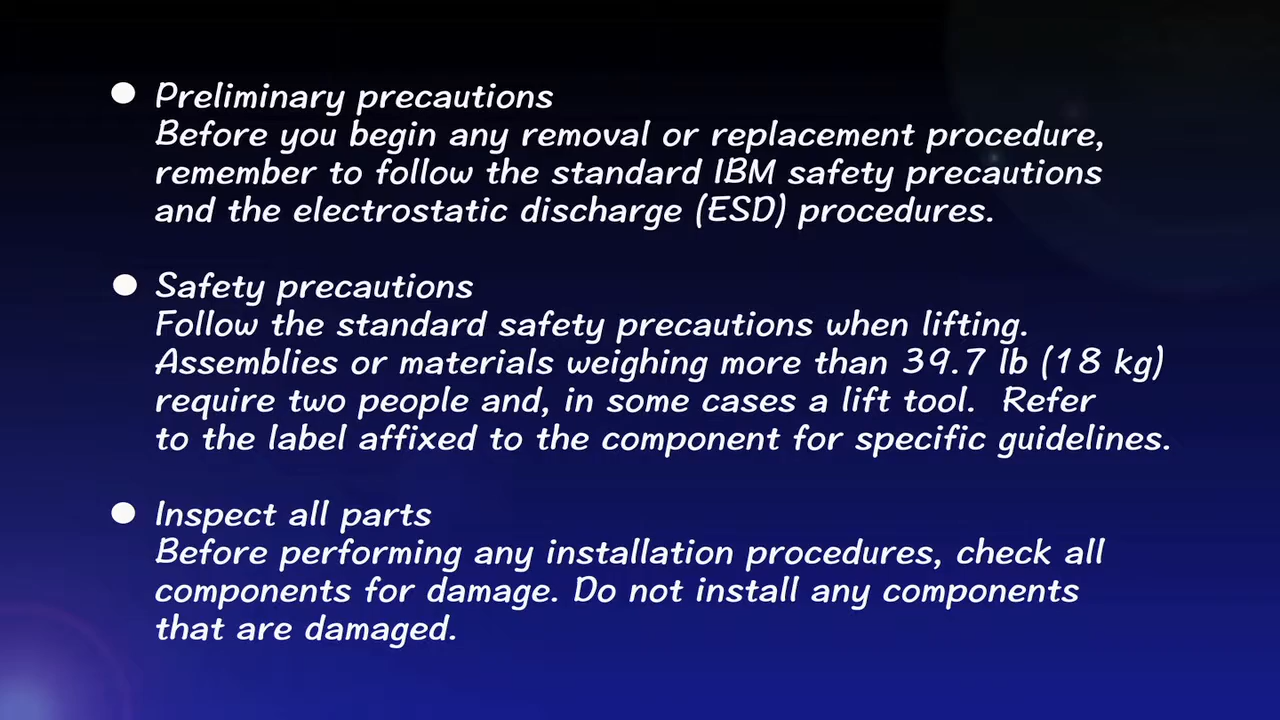 ● Preliminary precautions
Before you begin any removal or replacement procedure,
remember to follow the standard IBM safety precautions
and the electrostatic discharge (ESD) procedures.
● Safety precautions
Follow the standard safety precautions when lifting.
Assemblies or materials weighing more than 39.7 lb (18 kg)
require two people and, in some cases a lift tool.  Refer
to the label affixed to the component for specific guidelines.
● Inspect all parts
Before performing any installation procedures, check all
components for damage. Do not install any components
that are damaged.